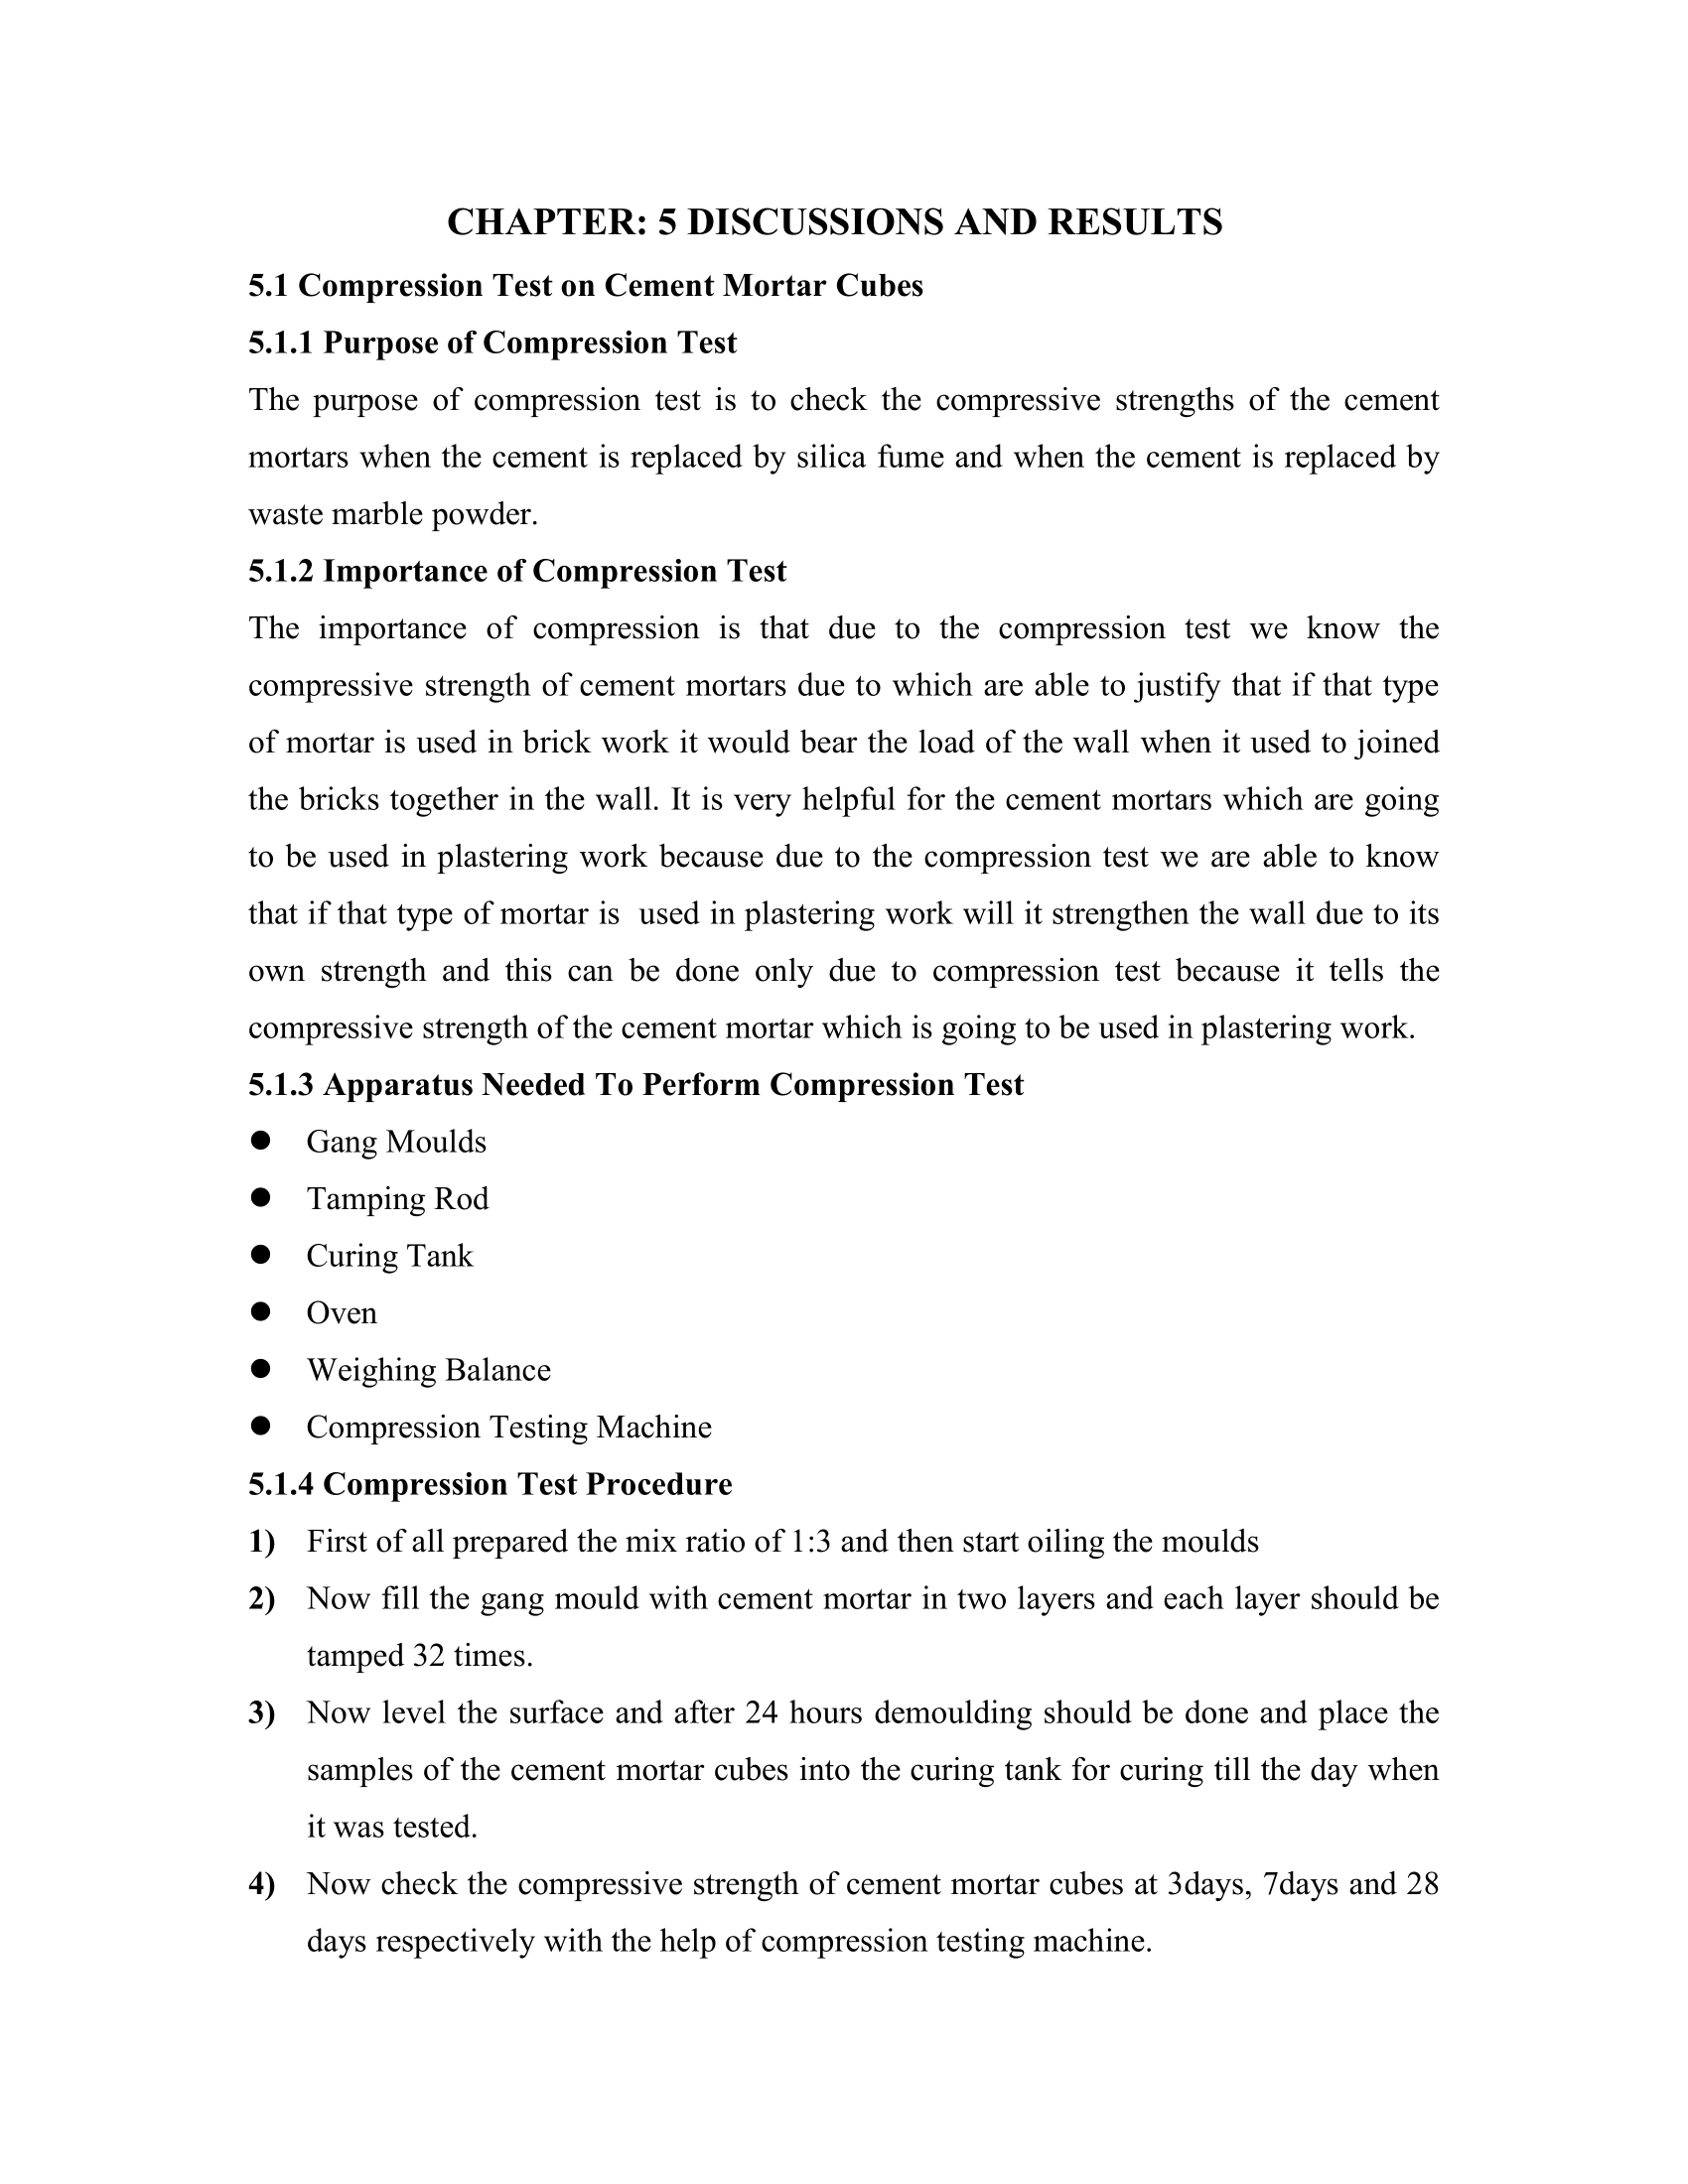 CHAPTER: 5 DISCUSSIONS AND RESULTS
5.1 Compression Test on Cement Mortar Cubes
5.1.1 Purpose of Compression Test
The purpose of compression test is to check the compressive strengths of the cement
mortars when the cement is replaced by silica fume and when the cement is replaced by
waste marble powder.
5.1.2 Importance of Compression Test
The importance of compression is that due to the compression test we know the
compressive strength of cement mortars due to which are able to justify that if that type
of mortar is used in brick work it would bear the load of the wall when it used to joined
the bricks together in the wall. It is very helpful for the cement mortars which are going
to be used in plastering work because due to the compression test we are able to know
that if that type of mortar is  used in plastering work will it strengthen the wall due to its
own strength and this can be done only due to compression test because it tells the
compressive strength of the cement mortar which is going to be used in plastering work.
5.1.3 Apparatus Needed To Perform Compression Test
● Gang Moulds
● Tamping Rod
● Curing Tank
● Oven
● Weighing Balance
● Compression Testing Machine
5.1.4 Compression Test Procedure
1) First of all prepared the mix ratio of 1:3 and then start oiling the moulds
2) Now fill the gang mould with cement mortar in two layers and each layer should be
tamped 32 times.
3) Now level the surface and after 24 hours demoulding should be done and place the
samples of the cement mortar cubes into the curing tank for curing till the day when
it was tested.
4) Now check the compressive strength of cement mortar cubes at 3days, 7days and 28
days respectively with the help of compression testing machine.